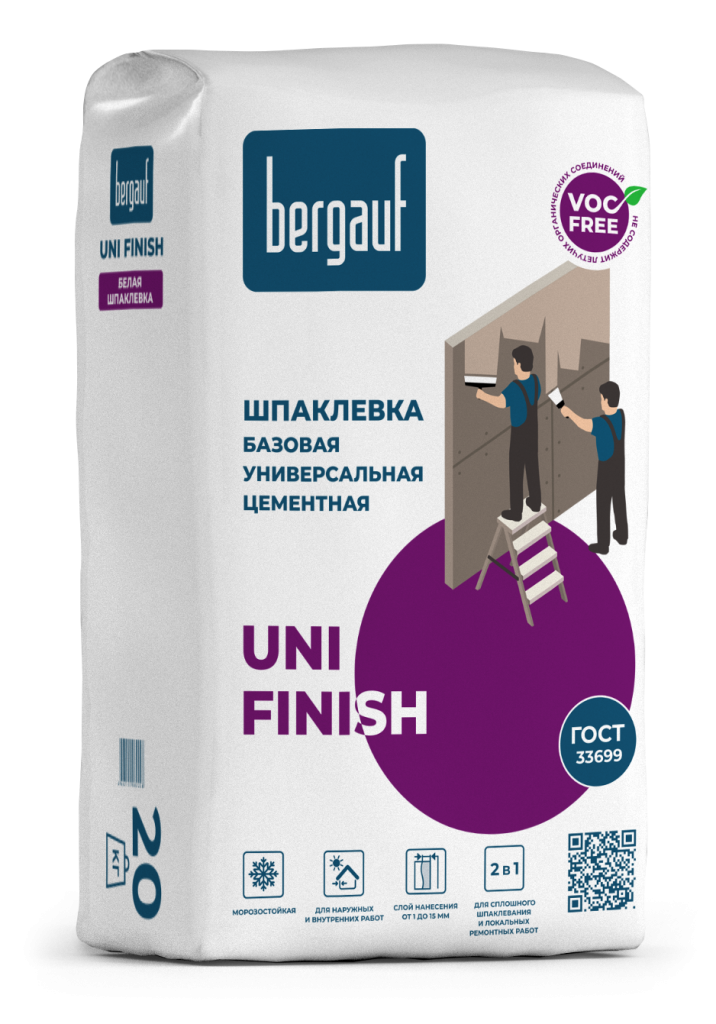 bergauf
UNI FINISH
БЕЛАЯ
ШПАКЛЕВКА
20
КГ
bergauf
НЕ СОДЕРЖИТ ЛЕТУЧИХ ОРГАНИЧЕСКИХ СОЕДИНЕНИЙ
VOC
FREE
ШПАКЛЕВКА
БАЗОВАЯ
УНИВЕРСАЛЬНАЯ
ЦЕМЕНТНАЯ
UNI
FINISH
ГОСТ
33699
МОРОЗОСТОЙКАЯ
ДЛЯ НАРУЖНЫХ
И ВНУТРЕННИХ РАБОТ
СЛОЙ НАНЕСЕНИЯ
ОТ 1 ДО 15 ММ
2 в 1
ДЛЯ СПЛОШНОГО
ШПАКЛЕВАНИЯ
И ЛОКАЛЬНЫХ
РЕМОНТНЫХ РАБОТ